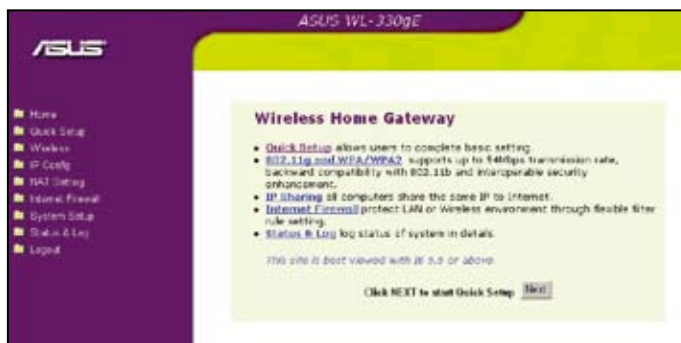 ASUS WL-330gE
ASUS
Home
Quick Setup
Wireless
IP Config
NAT Setting
Internet Firewall
System Setup
Status & Log
Logout
Wireless Home Gateway
• Quick Setup allows users to complete basic setting.
• 802.11g and WPA/WPA2 supports up to 54Mbps transmission rate,
backward compatibility with 802.11b and interoperable security
enhancement.
• IP Sharing all computers share the same IP to Internet.
• Internet Firewall protect LAN or Wireless environment through flexible filter
rule setting.
• Status & Log log status of system in details.
This site is best viewed with IE 5.5 or above.
Click NEXT to start Quick Setup Next